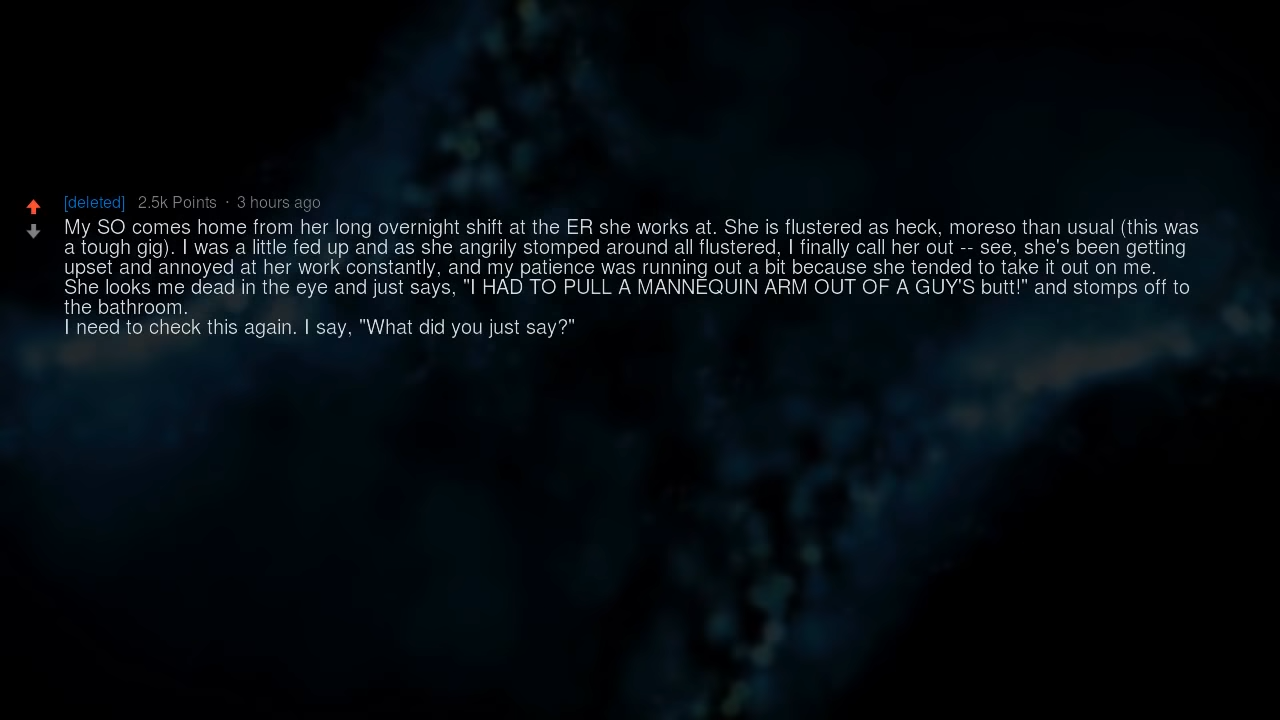 [deleted] 2.5k Points · 3 hours ago
My SO comes home from her long overnight shift at the ER she works at. She is flustered as heck, moreso than usual (this was
a tough gig). I was a little fed up and as she angrily stomped around all flustered, I finally call her out -- see, she's been getting
upset and annoyed at her work constantly, and my patience was running out a bit because she tended to take it out on me.
She looks me dead in the eye and just says, "I HAD TO PULL A MANNEQUIN ARM OUT OF A GUY'S butt!" and stomps off to
the bathroom.
I need to check this again. I say, "What did you just say?"